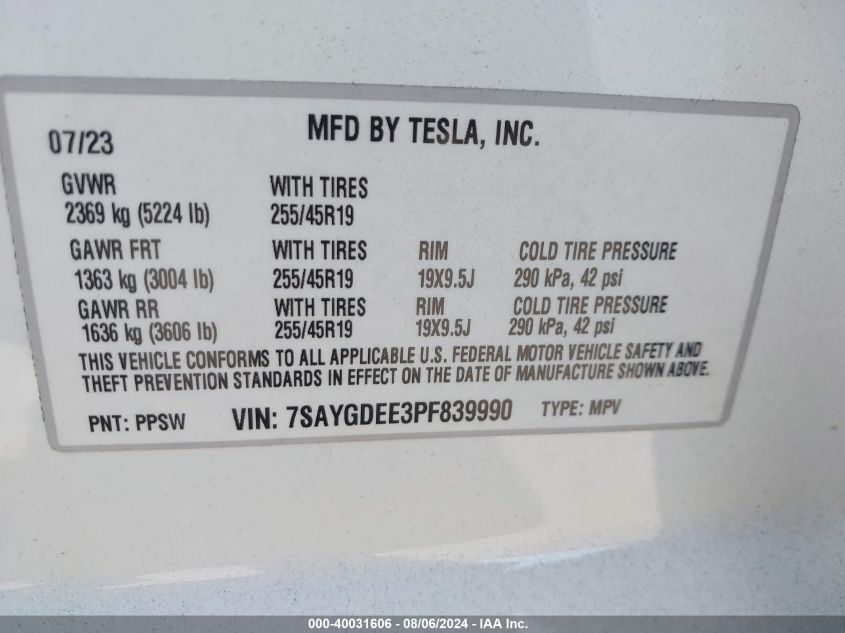 07/23 MFD BY TESLA, INC.
GVWR WITH TIRES
2369 kg (5224 lb) 255/45R19
GAWR FRT WITH TIRES RIM COLD TIRE PRESSURE
1363 kg (3004 lb) 255/45R19 19X9.5J 290 kPa, 42 psi
GAWR RR WITH TIRES RIM COLD TIRE PRESSURE
1636 kg (3606 lb) 255/45R19 19X9.5J 290 kPa, 42 psi
THIS VEHICLE CONFORMS TO ALL APPLICABLE U.S. FEDERAL MOTOR VEHICLE SAFETY AND
THEFT PREVENTION STANDARDS IN EFFECT ON THE DATE OF MANUFACTURE SHOWN ABOVE.
PNT: PPSW VIN: 7SAYGDEE3PF839990 TYPE: MPV
000-40031606 - 08/06/2024 - IAA Inc.